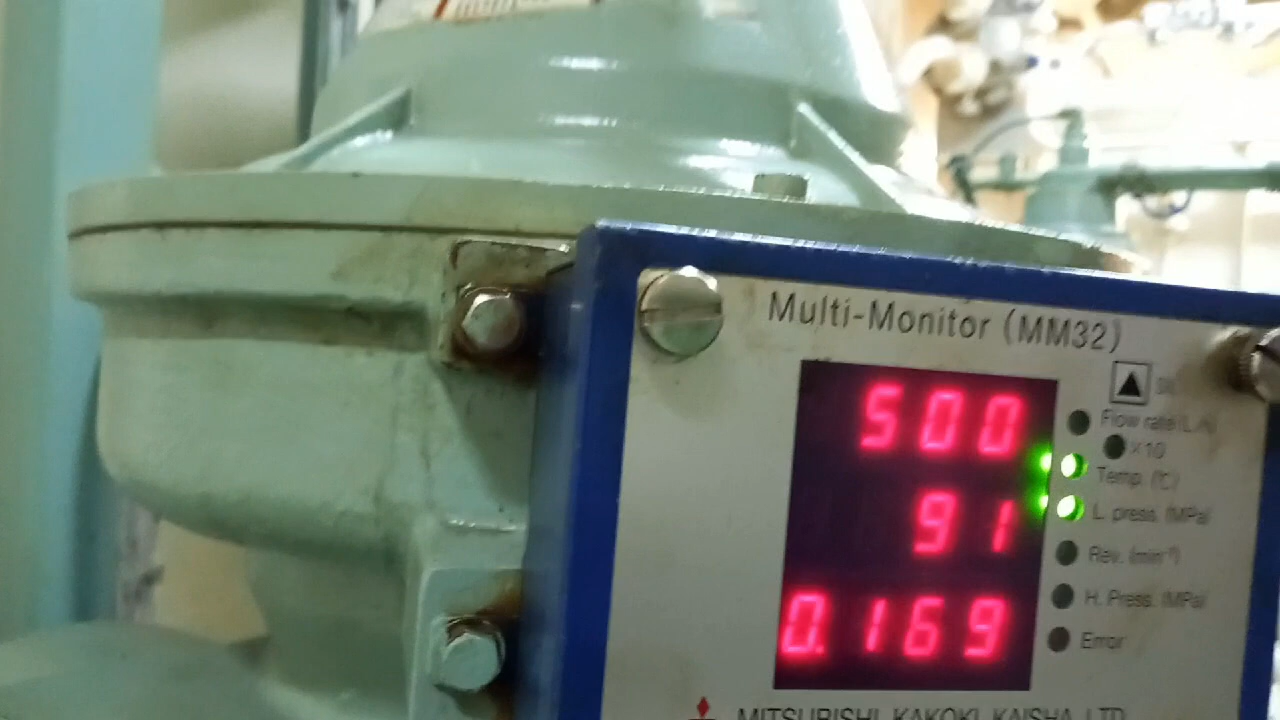 Multi-Monitor (MM32)
500
Flow rate (L
×10
Temp. (℃)
91
L. press. (MPa)
Rev. (min⁻¹)
0.169
H. Press. (MPa)
Error
MITSUBISHI KAKOKI KAISHA, LTD.